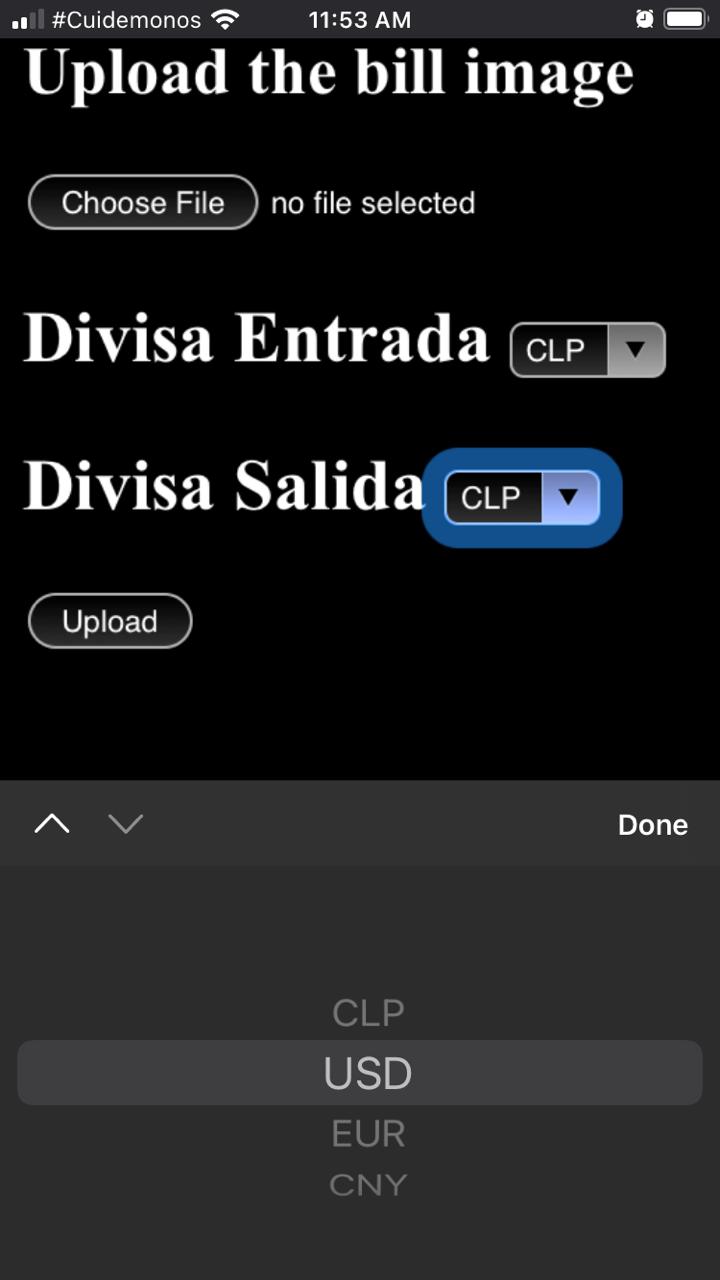 #Cuidemonos 11:53 AM
Upload the bill image
Choose File no file selected
Divisa Entrada CLP
Divisa Salida CLP
Upload
Done
CLP
USD
EUR
CNY